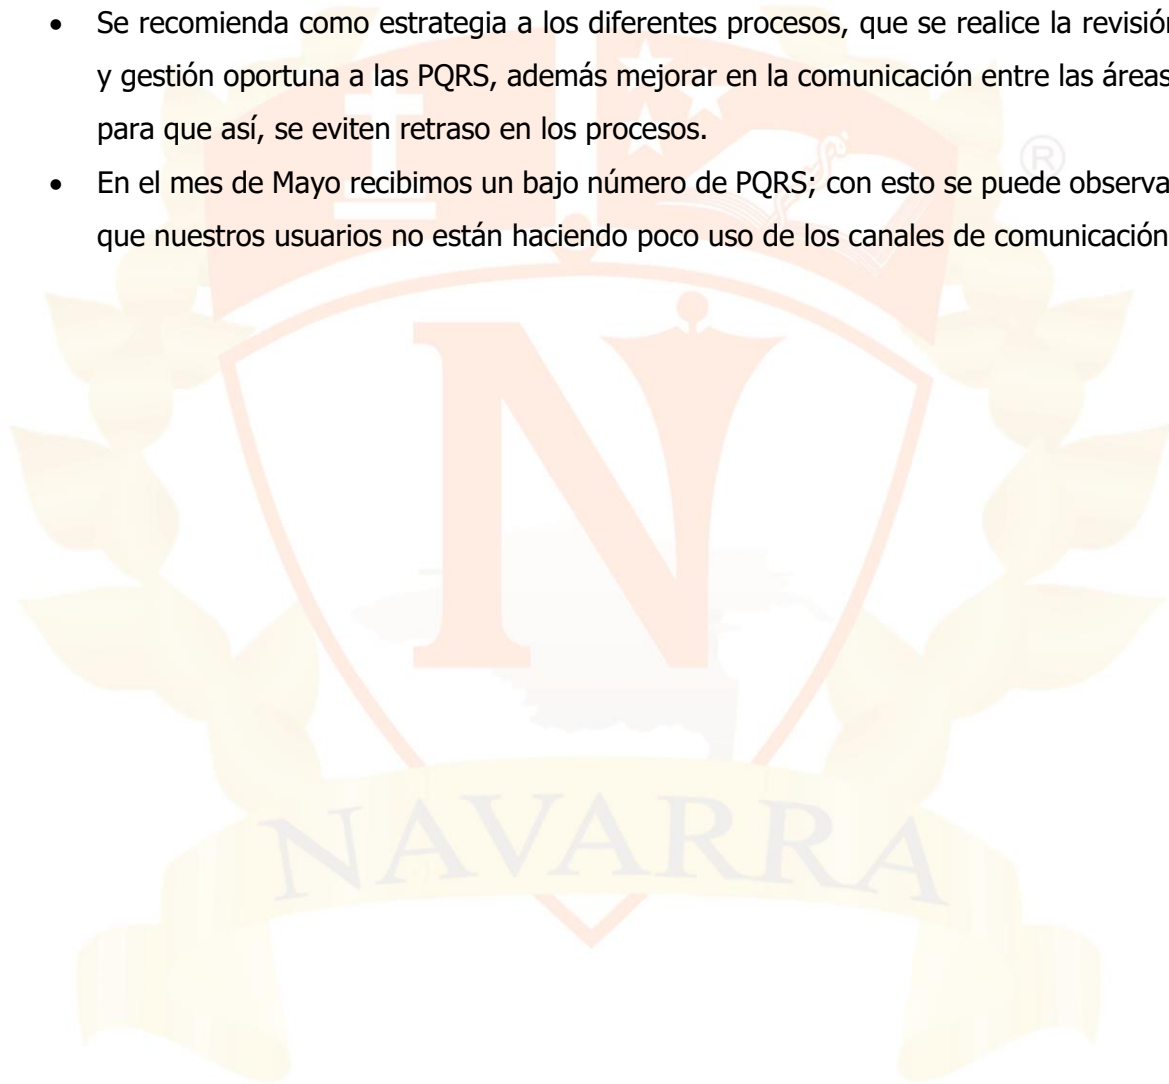 • Se recomienda como estrategia a los diferentes procesos, que se realice la revisión
y gestión oportuna a las PQRS, además mejorar en la comunicación entre las áreas
para que así, se eviten retraso en los procesos.
• En el mes de Mayo recibimos un bajo número de PQRS; con esto se puede observa
que nuestros usuarios no están haciendo poco uso de los canales de comunicación
®
N
NAVARRA